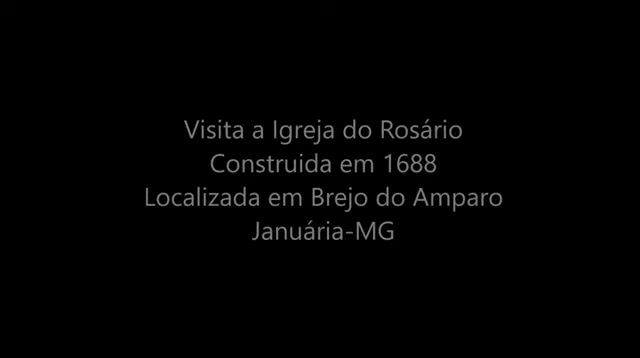 Visita a Igreja do Rosário
Construida em 1688
Localizada em Brejo do Amparo
Januária-MG